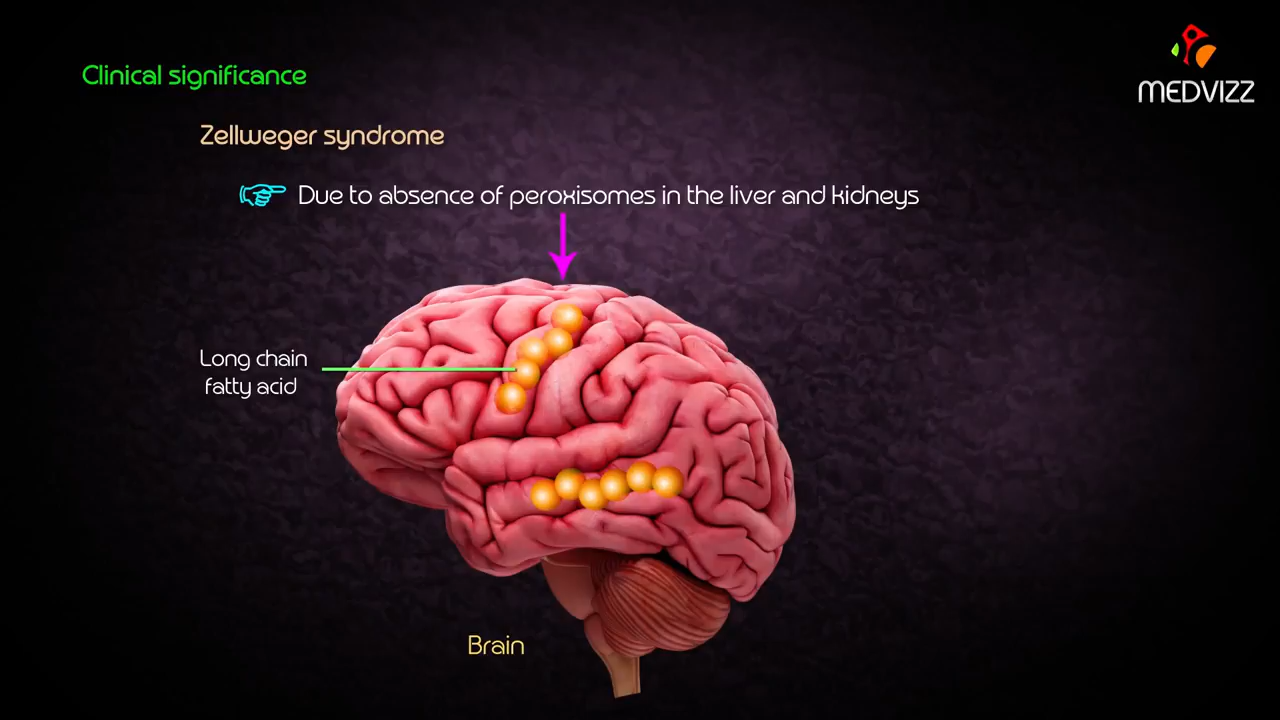 Clinical significance
MEDVIZZ
Zellweger syndrome
Due to absence of peroxisomes in the liver and kidneys
Long chain
fatty acid
Brain